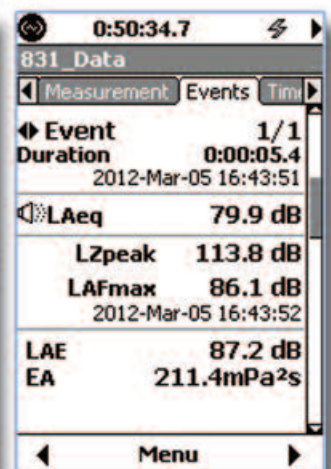 0:50:34.7
831_Data
Measurement Events Time
Event 1/1
Duration 0:00:05.4
2012-Mar-05 16:43:51
LAeq 79.9 dB
LZpeak 113.8 dB
LAFmax 86.1 dB
2012-Mar-05 16:43:52
LAE 87.2 dB
EA 211.4mPa²s
Menu